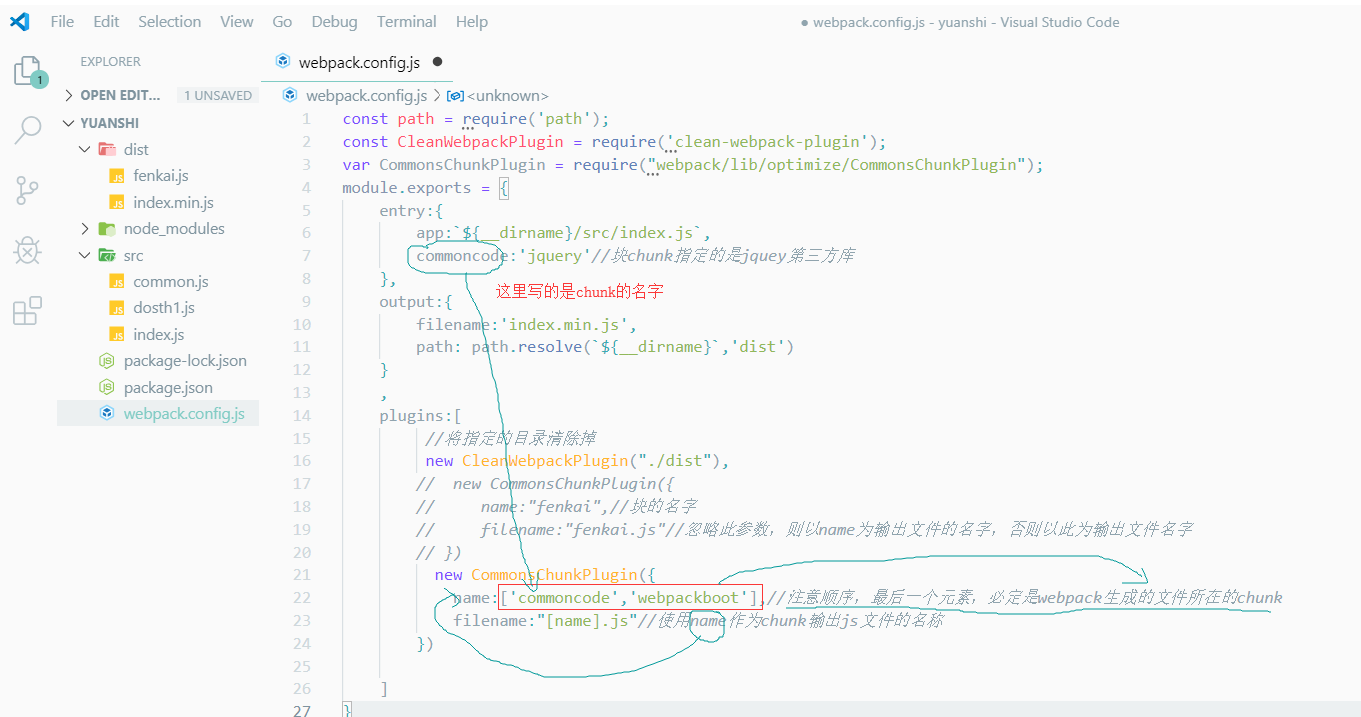 File Edit Selection View Go Debug Terminal Help
● webpack.config.js - yuanshi - Visual Studio Code
1
EXPLORER
OPEN EDIT...
1 UNSAVED
YUANSHI
dist
fenkai.js
index.min.js
node_modules
src
common.js
dosth1.js
index.js
package-lock.json
package.json
webpack.config.js
webpack.config.js ●
webpack.config.js > <unknown>
1 const path = require('path');
2 const CleanWebpackPlugin = require('clean-webpack-plugin');
3 var CommonsChunkPlugin = require("webpack/lib/optimize/CommonsChunkPlugin");
4 module.exports = {
5 entry:{
6 app:`${__dirname}/src/index.js`,
7 commoncode:'jquery'//块chunk指定的是jquey第三方库
8 },
这里写的是chunk的名字
9 output:{
10 filename:'index.min.js',
11 path: path.resolve(`${__dirname}`,'dist')
12 }
13 ,
14 plugins:[
15 //将指定的目录清除掉
16 new CleanWebpackPlugin("./dist"),
17 // new CommonsChunkPlugin({
18 // name:"fenkai",//块的名字
19 // filename:"fenkai.js"//忽略此参数，则以name为输出文件的名字，否则以此为输出文件名字
20 // })
21 new CommonsChunkPlugin({
22 name:['commoncode','webpackboot'],//注意顺序，最后一个元素，必定是webpack生成的文件所在的chunk
23 filename:"[name].js"//使用name作为chunk输出js文件的名称
24 })
25
26 ]
27 }